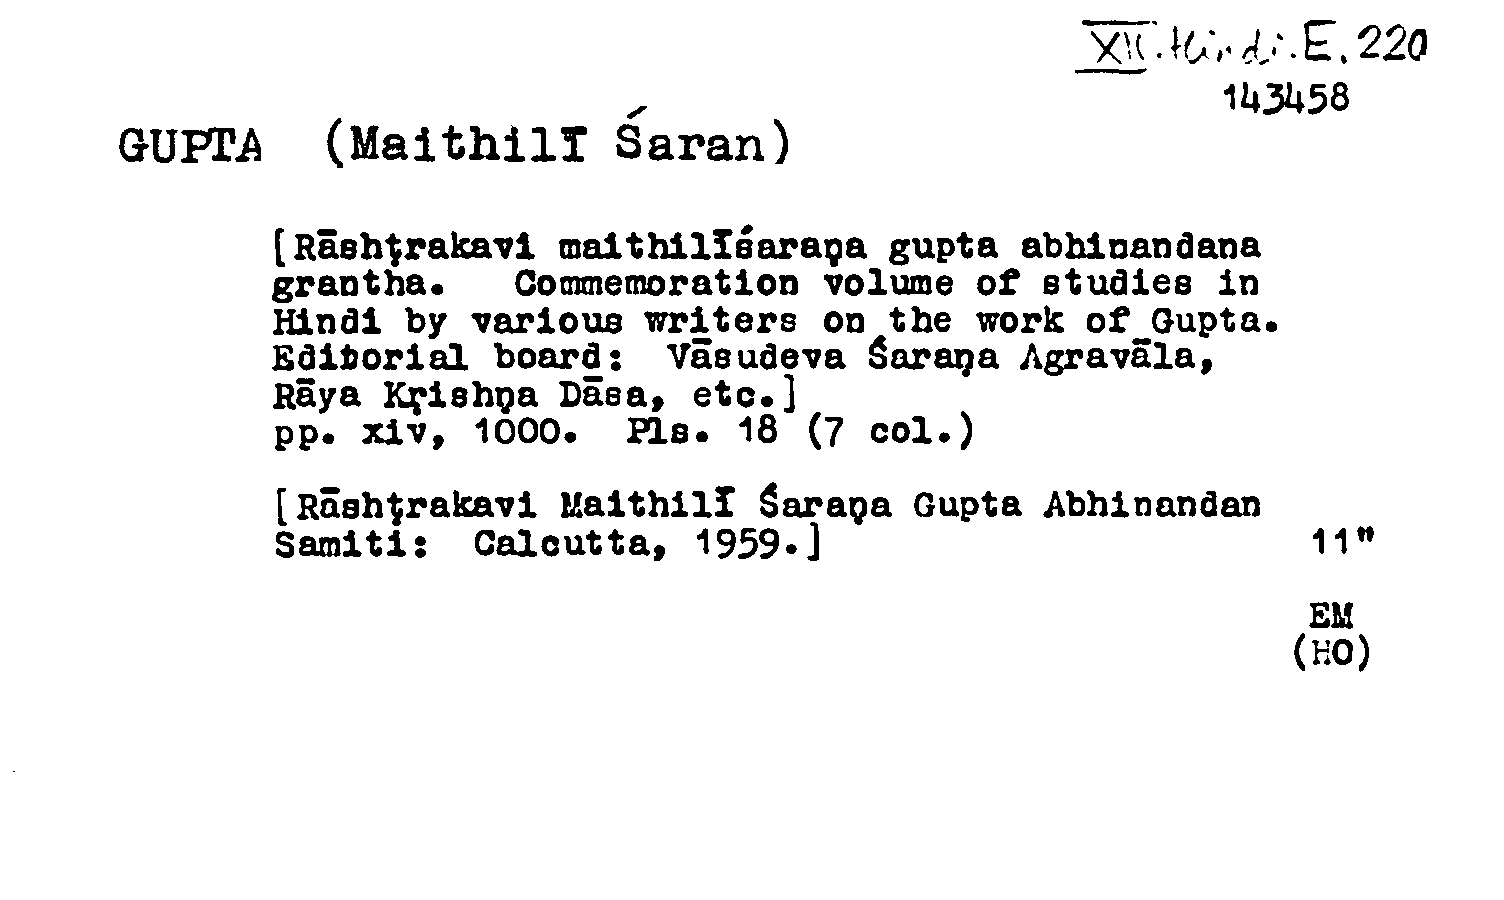 XII.Hindi.E.220
143458
GUPTA (Maithilī Śaran)
[Rāshṭrakavi maithilīśaraṇa gupta abhinandana
grantha. Commemoration volume of studies in
Hindi by various writers on the work of Gupta.
Editorial board: Vāsudeva Śaraṇa Agravāla,
Rāya Kṛishṇa Dāsa, etc.]
pp. xiv, 1000. Pls. 18 (7 col.)
[Rāshṭrakavi Maithilī Śaraṇa Gupta Abhinandan
Samiti: Calcutta, 1959.] 11"
EM
(HO)